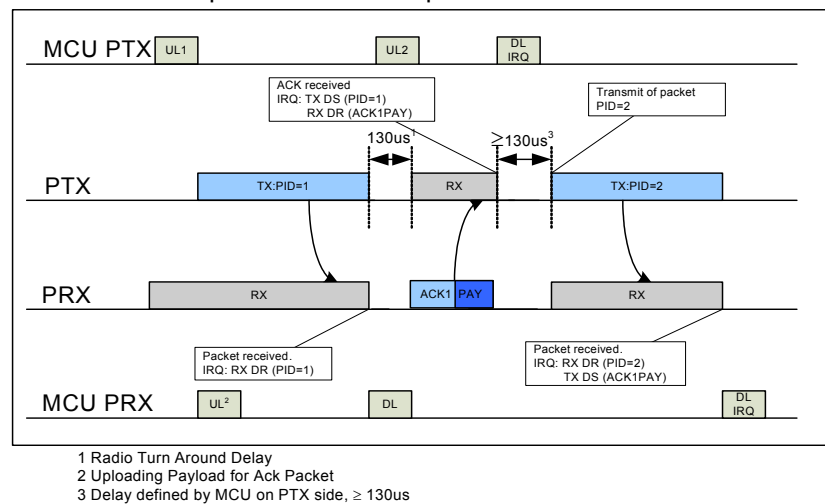 MCU PTX
UL1
UL2
DL
IRQ
ACK received
IRQ: TX DS (PID=1)
RX DR (ACK1PAY)
Transmit of packet
PID=2
130us1
≥130us3
PTX
TX:PID=1
RX
TX:PID=2
PRX
RX
ACK1 PAY
RX
Packet received.
IRQ: RX DR (PID=1)
Packet received.
IRQ: RX DR (PID=2)
TX DS (ACK1PAY)
MCU PRX
UL2
DL
DL
IRQ
1 Radio Turn Around Delay
2 Uploading Payload for Ack Packet
3 Delay defined by MCU on PTX side, ≥ 130us